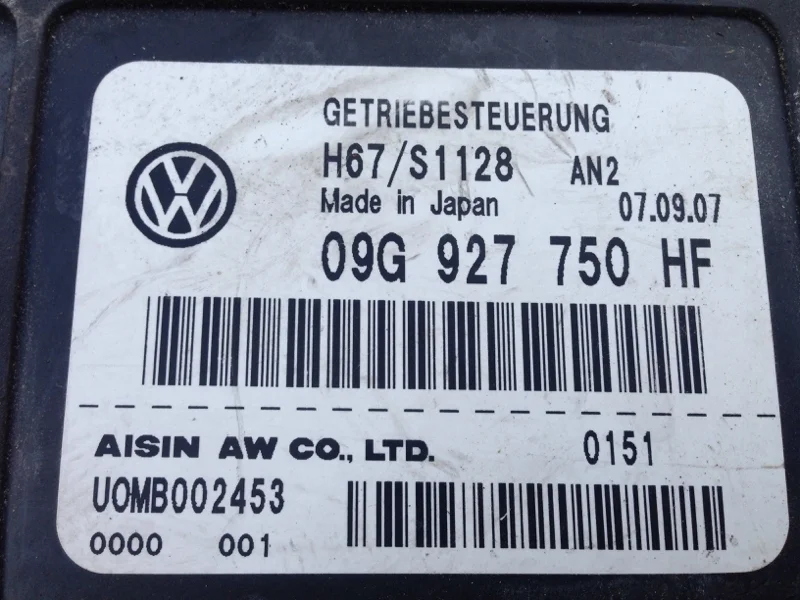 GETRIEBESTEUERUNG
H67/S1128 AN2
Made in Japan 07.09.07
09G 927 750 HF
AISIN AW CO., LTD. 0151
UOMB002453
0000 001